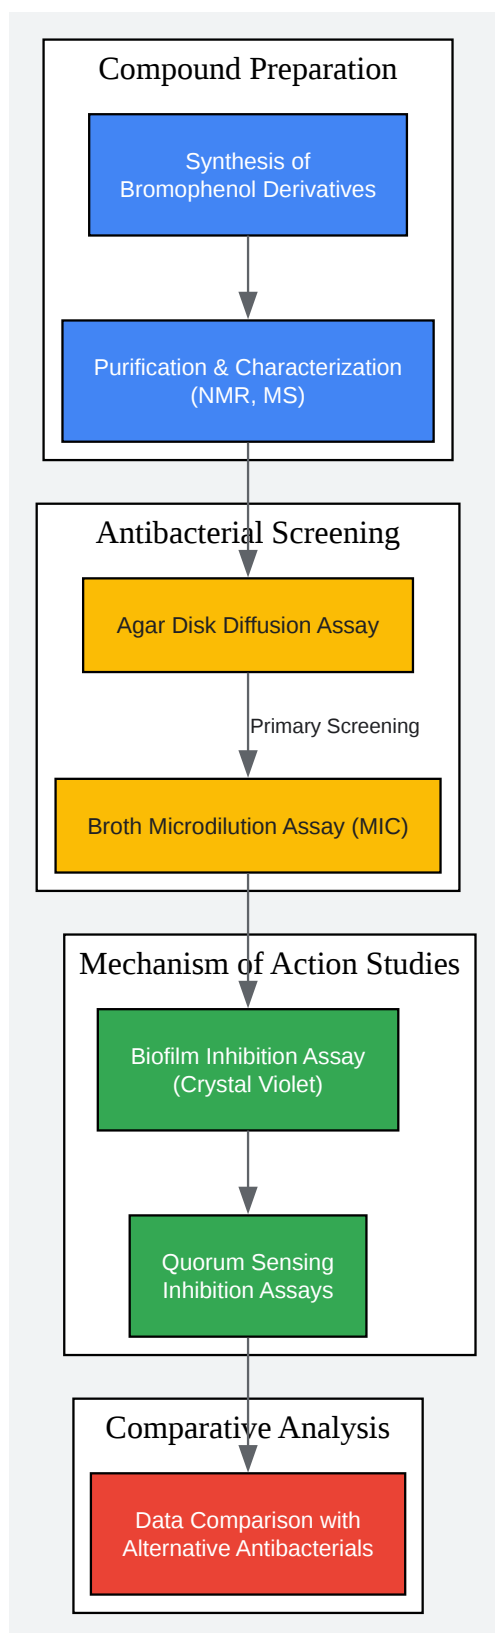 Compound Preparation
Synthesis of
Bromophenol Derivatives
Purification & Characterization
(NMR, MS)
Antibacterial Screening
Agar Disk Diffusion Assay
Primary Screening
Broth Microdilution Assay (MIC)
Mechanism of Action Studies
Biofilm Inhibition Assay
(Crystal Violet)
Quorum Sensing
Inhibition Assays
Comparative Analysis
Data Comparison with
Alternative Antibacterials